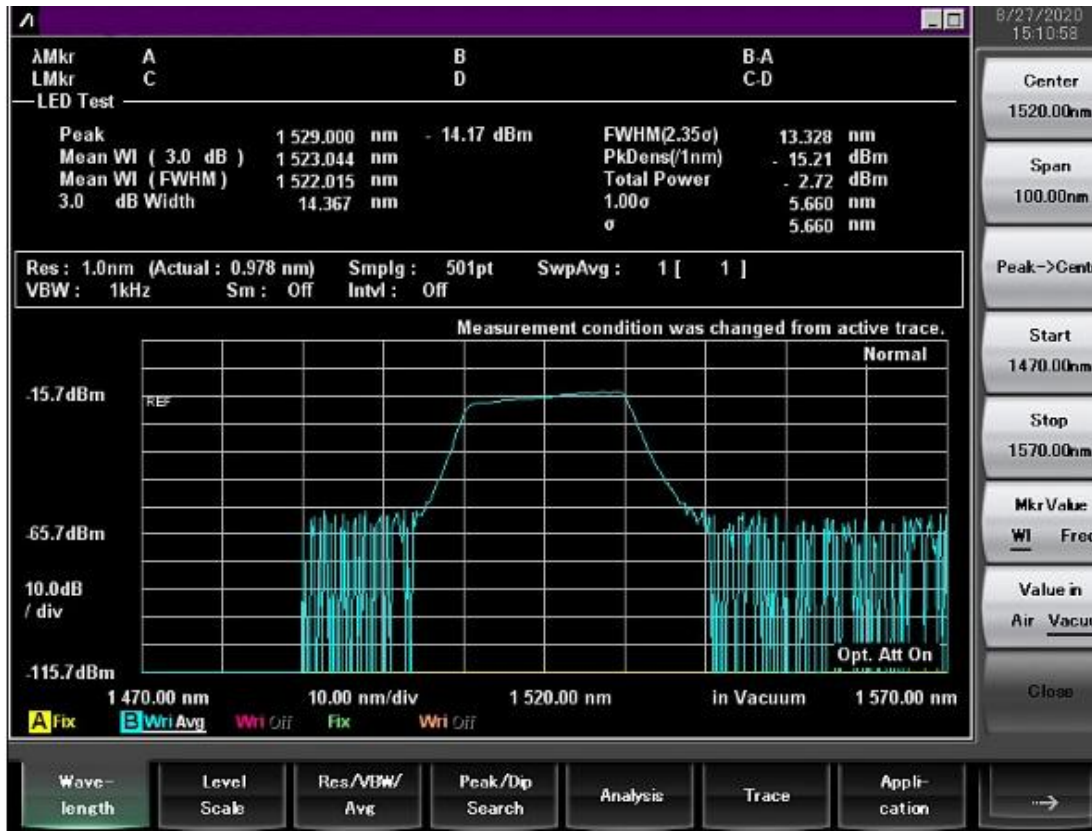 8/27/2020
15:10:58
λMkr A B B-A
LMkr C D C-D
LED Test
Peak 1 529.000 nm - 14.17 dBm FWHM(2.35σ) 13.328 nm
Mean Wl ( 3.0 dB ) 1 523.044 nm PkDens(/1nm) - 15.21 dBm
Mean Wl ( FWHM ) 1 522.015 nm Total Power - 2.72 dBm
3.0 dB Width 14.367 nm 1.00σ 5.660 nm
σ 5.660 nm
Res : 1.0nm (Actual : 0.978 nm) Smplg : 501pt SwpAvg : 1 [ 1 ]
VBW : 1kHz Sm : Off Intvl : Off
Measurement condition was changed from active trace.
Normal
-15.7dBm
REF
-65.7dBm
10.0dB
/ div
Opt. Att On
-115.7dBm
1 470.00 nm 10.00 nm/div 1 520.00 nm in Vacuum 1 570.00 nm
A Fix B Wri Avg Wri Off Fix Wri Off
Center
1520.00nm
Span
100.00nm
Peak->Cent
Start
1470.00nm
Stop
1570.00nm
Mkr Value
Wl Freq
Value in
Air Vacuu
Close
Wave-
length
Level
Scale
Res/VBW/
Avg
Peak/Dip
Search
Analysis
Trace
Appli-
cation